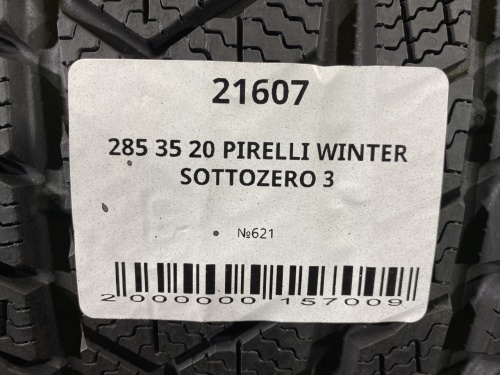 21607
285 35 20 PIRELLI WINTER
SOTTOZERO 3
№621
2 000000 157009